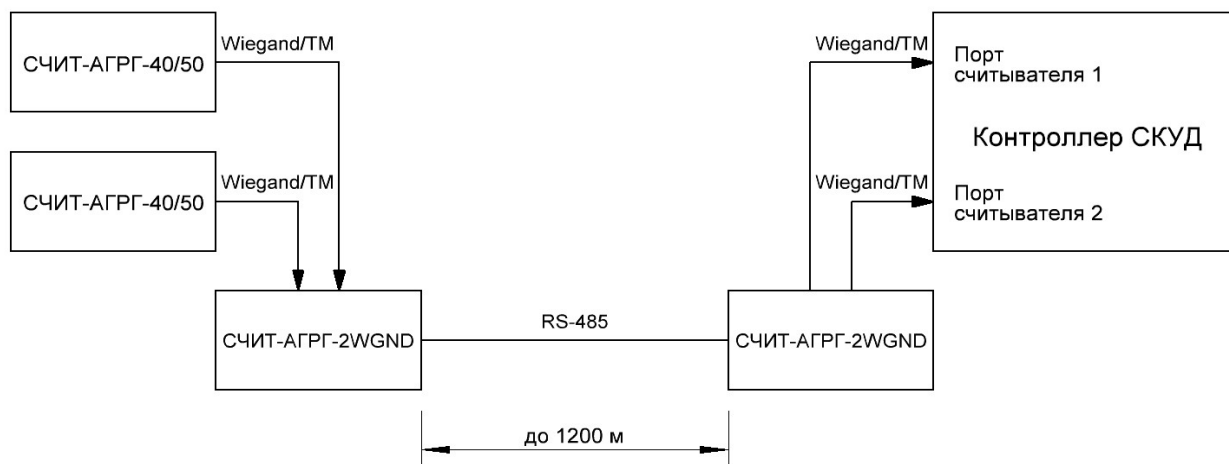 СЧИТ-АГРГ-40/50
Wiegand/TM
Wiegand/TM
Порт
считывателя 1
Контроллер СКУД
СЧИТ-АГРГ-40/50
Wiegand/TM
Wiegand/TM
Порт
считывателя 2
СЧИТ-АГРГ-2WGND
RS-485
СЧИТ-АГРГ-2WGND
до 1200 м